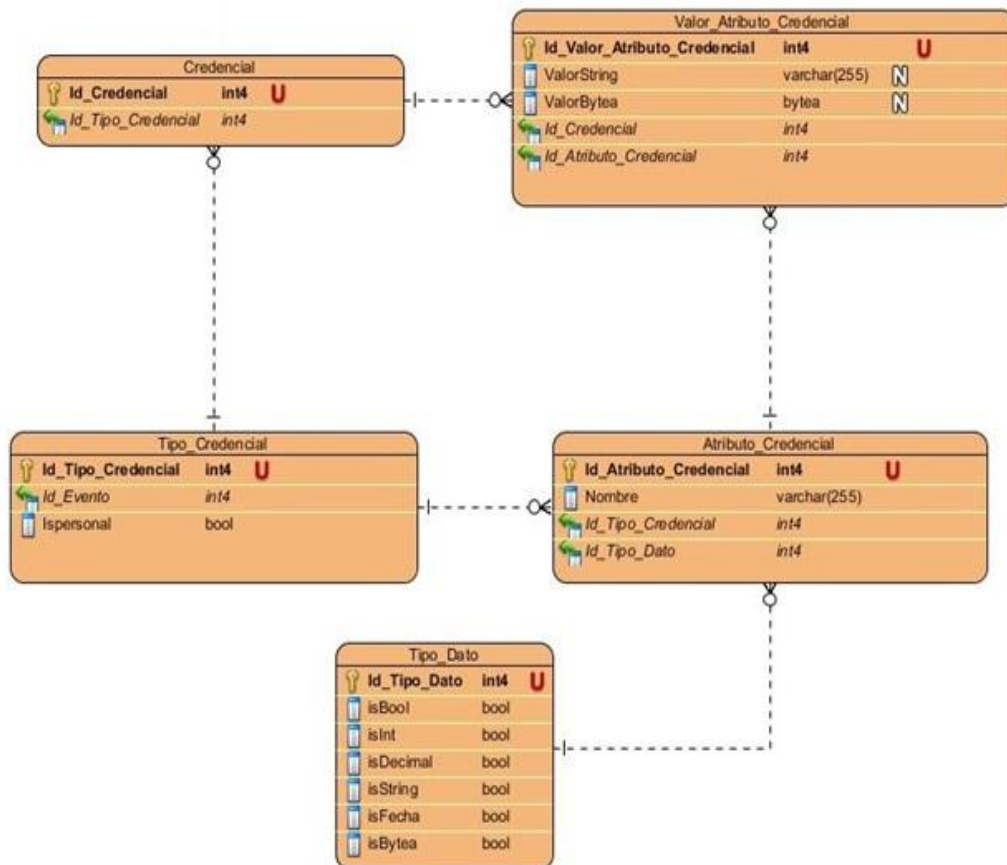 Credencial
Id_Credencial int4 U
Id_Tipo_Credencial int4
Valor_Atributo_Credencial
Id_Valor_Atributo_Credencial int4 U
ValorString varchar(255) N
ValorBytea bytea N
Id_Credencial int4
Id_Atributo_Credencial int4
Tipo_Credencial
Id_Tipo_Credencial int4 U
Id_Evento int4
Ispersonal bool
Atributo_Credencial
Id_Atributo_Credencial int4 U
Nombre varchar(255)
Id_Tipo_Credencial int4
Id_Tipo_Dato int4
Tipo_Dato
Id_Tipo_Dato int4 U
isBool bool
isInt bool
isDecimal bool
isString bool
isFecha bool
isBytea bool